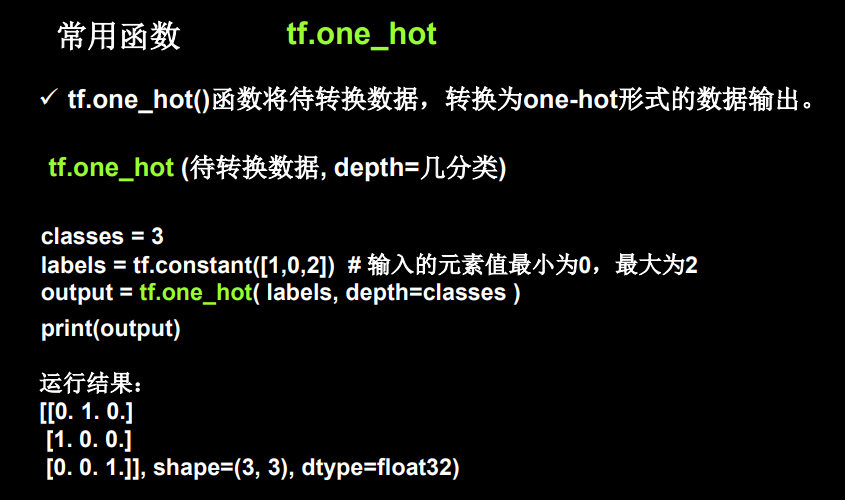 常用函数 tf.one_hot
✓ tf.one_hot()函数将待转换数据，转换为one-hot形式的数据输出。
tf.one_hot (待转换数据, depth=几分类)
classes = 3
labels = tf.constant([1,0,2]) # 输入的元素值最小为0，最大为2
output = tf.one_hot( labels, depth=classes )
print(output)
运行结果：
[[0. 1. 0.]
[1. 0. 0.]
[0. 0. 1.]], shape=(3, 3), dtype=float32)